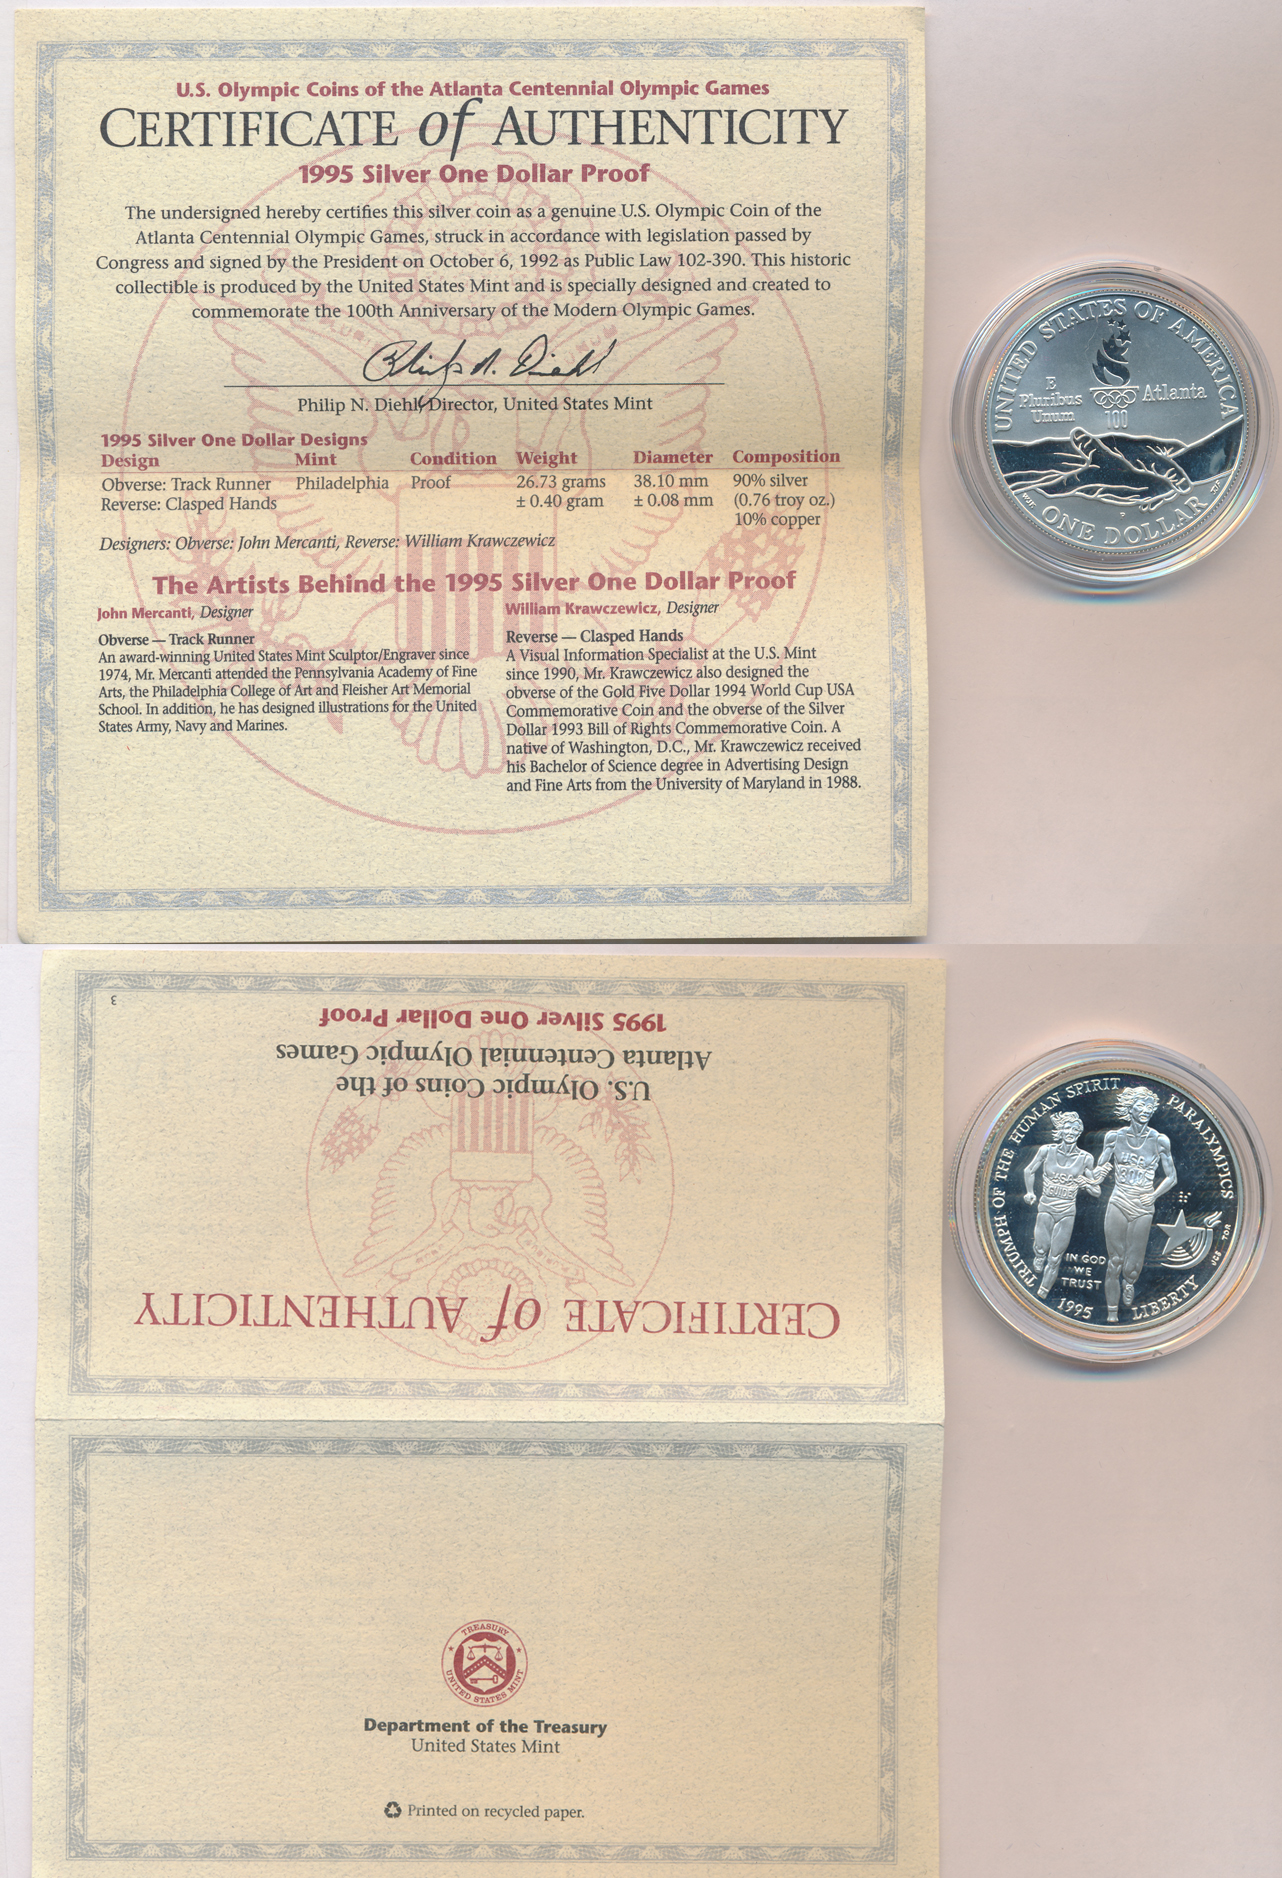 U.S. Olympic Coins of the Atlanta Centennial Olympic Games
CERTIFICATE of AUTHENTICITY
1995 Silver One Dollar Proof
The undersigned hereby certifies this silver coin as a genuine U.S. Olympic Coin of the
Atlanta Centennial Olympic Games, struck in accordance with legislation passed by
Congress and signed by the President on October 6, 1992 as Public Law 102-390. This historic
collectible is produced by the United States Mint and is specially designed and created to
commemorate the 100th Anniversary of the Modern Olympic Games.
Philip N. Diehl, Director, United States Mint
1995 Silver One Dollar Designs
Design Mint Condition Weight Diameter Composition
Obverse: Track Runner Philadelphia Proof 26.73 grams 38.10 mm 90% silver
Reverse: Clasped Hands ± 0.40 gram ± 0.08 mm (0.76 troy oz.)
10% copper
Designers: Obverse: John Mercanti, Reverse: William Krawczewicz
The Artists Behind the 1995 Silver One Dollar Proof
John Mercanti, Designer
Obverse — Track Runner
An award-winning United States Mint Sculptor/Engraver since
1974, Mr. Mercanti attended the Pennsylvania Academy of Fine
Arts, the Philadelphia College of Art and Fleisher Art Memorial
School. In addition, he has designed illustrations for the United
States Army, Navy and Marines.
William Krawczewicz, Designer
Reverse — Clasped Hands
A Visual Information Specialist at the U.S. Mint
since 1990, Mr. Krawczewicz also designed the
obverse of the Gold Five Dollar 1994 World Cup USA
Commemorative Coin and the obverse of the Silver
Dollar 1993 Bill of Rights Commemorative Coin. A
native of Washington, D.C., Mr. Krawczewicz received
his Bachelor of Science degree in Advertising Design
and Fine Arts from the University of Maryland in 1988.
UNITED STATES OF AMERICA
E
Pluribus
Unum
Atlanta
100
P
ONE DOLLAR
CERTIFICATE of AUTHENTICITY
U.S. Olympic Coins of the
Atlanta Centennial Olympic Games
1995 Silver One Dollar Proof
3
TRIUMPH OF THE HUMAN SPIRIT
PARALYMPICS
USA
GUIDE
USA
IN GOD
WE
TRUST
1995
LIBERTY
TREASURY
UNITED STATES MINT
Department of the Treasury
United States Mint
Printed on recycled paper.